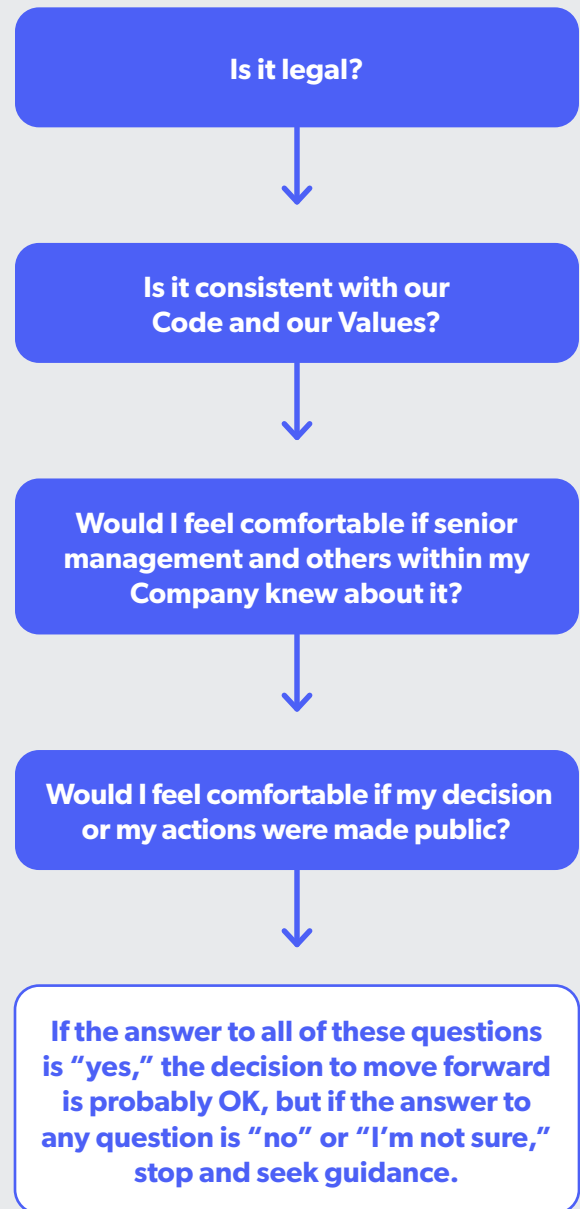 Is it legal?
Is it consistent with our
Code and our Values?
Would I feel comfortable if senior
management and others within my
Company knew about it?
Would I feel comfortable if my decision
or my actions were made public?
If the answer to all of these questions
is “yes,” the decision to move forward
is probably OK, but if the answer to
any question is “no” or “I’m not sure,”
stop and seek guidance.